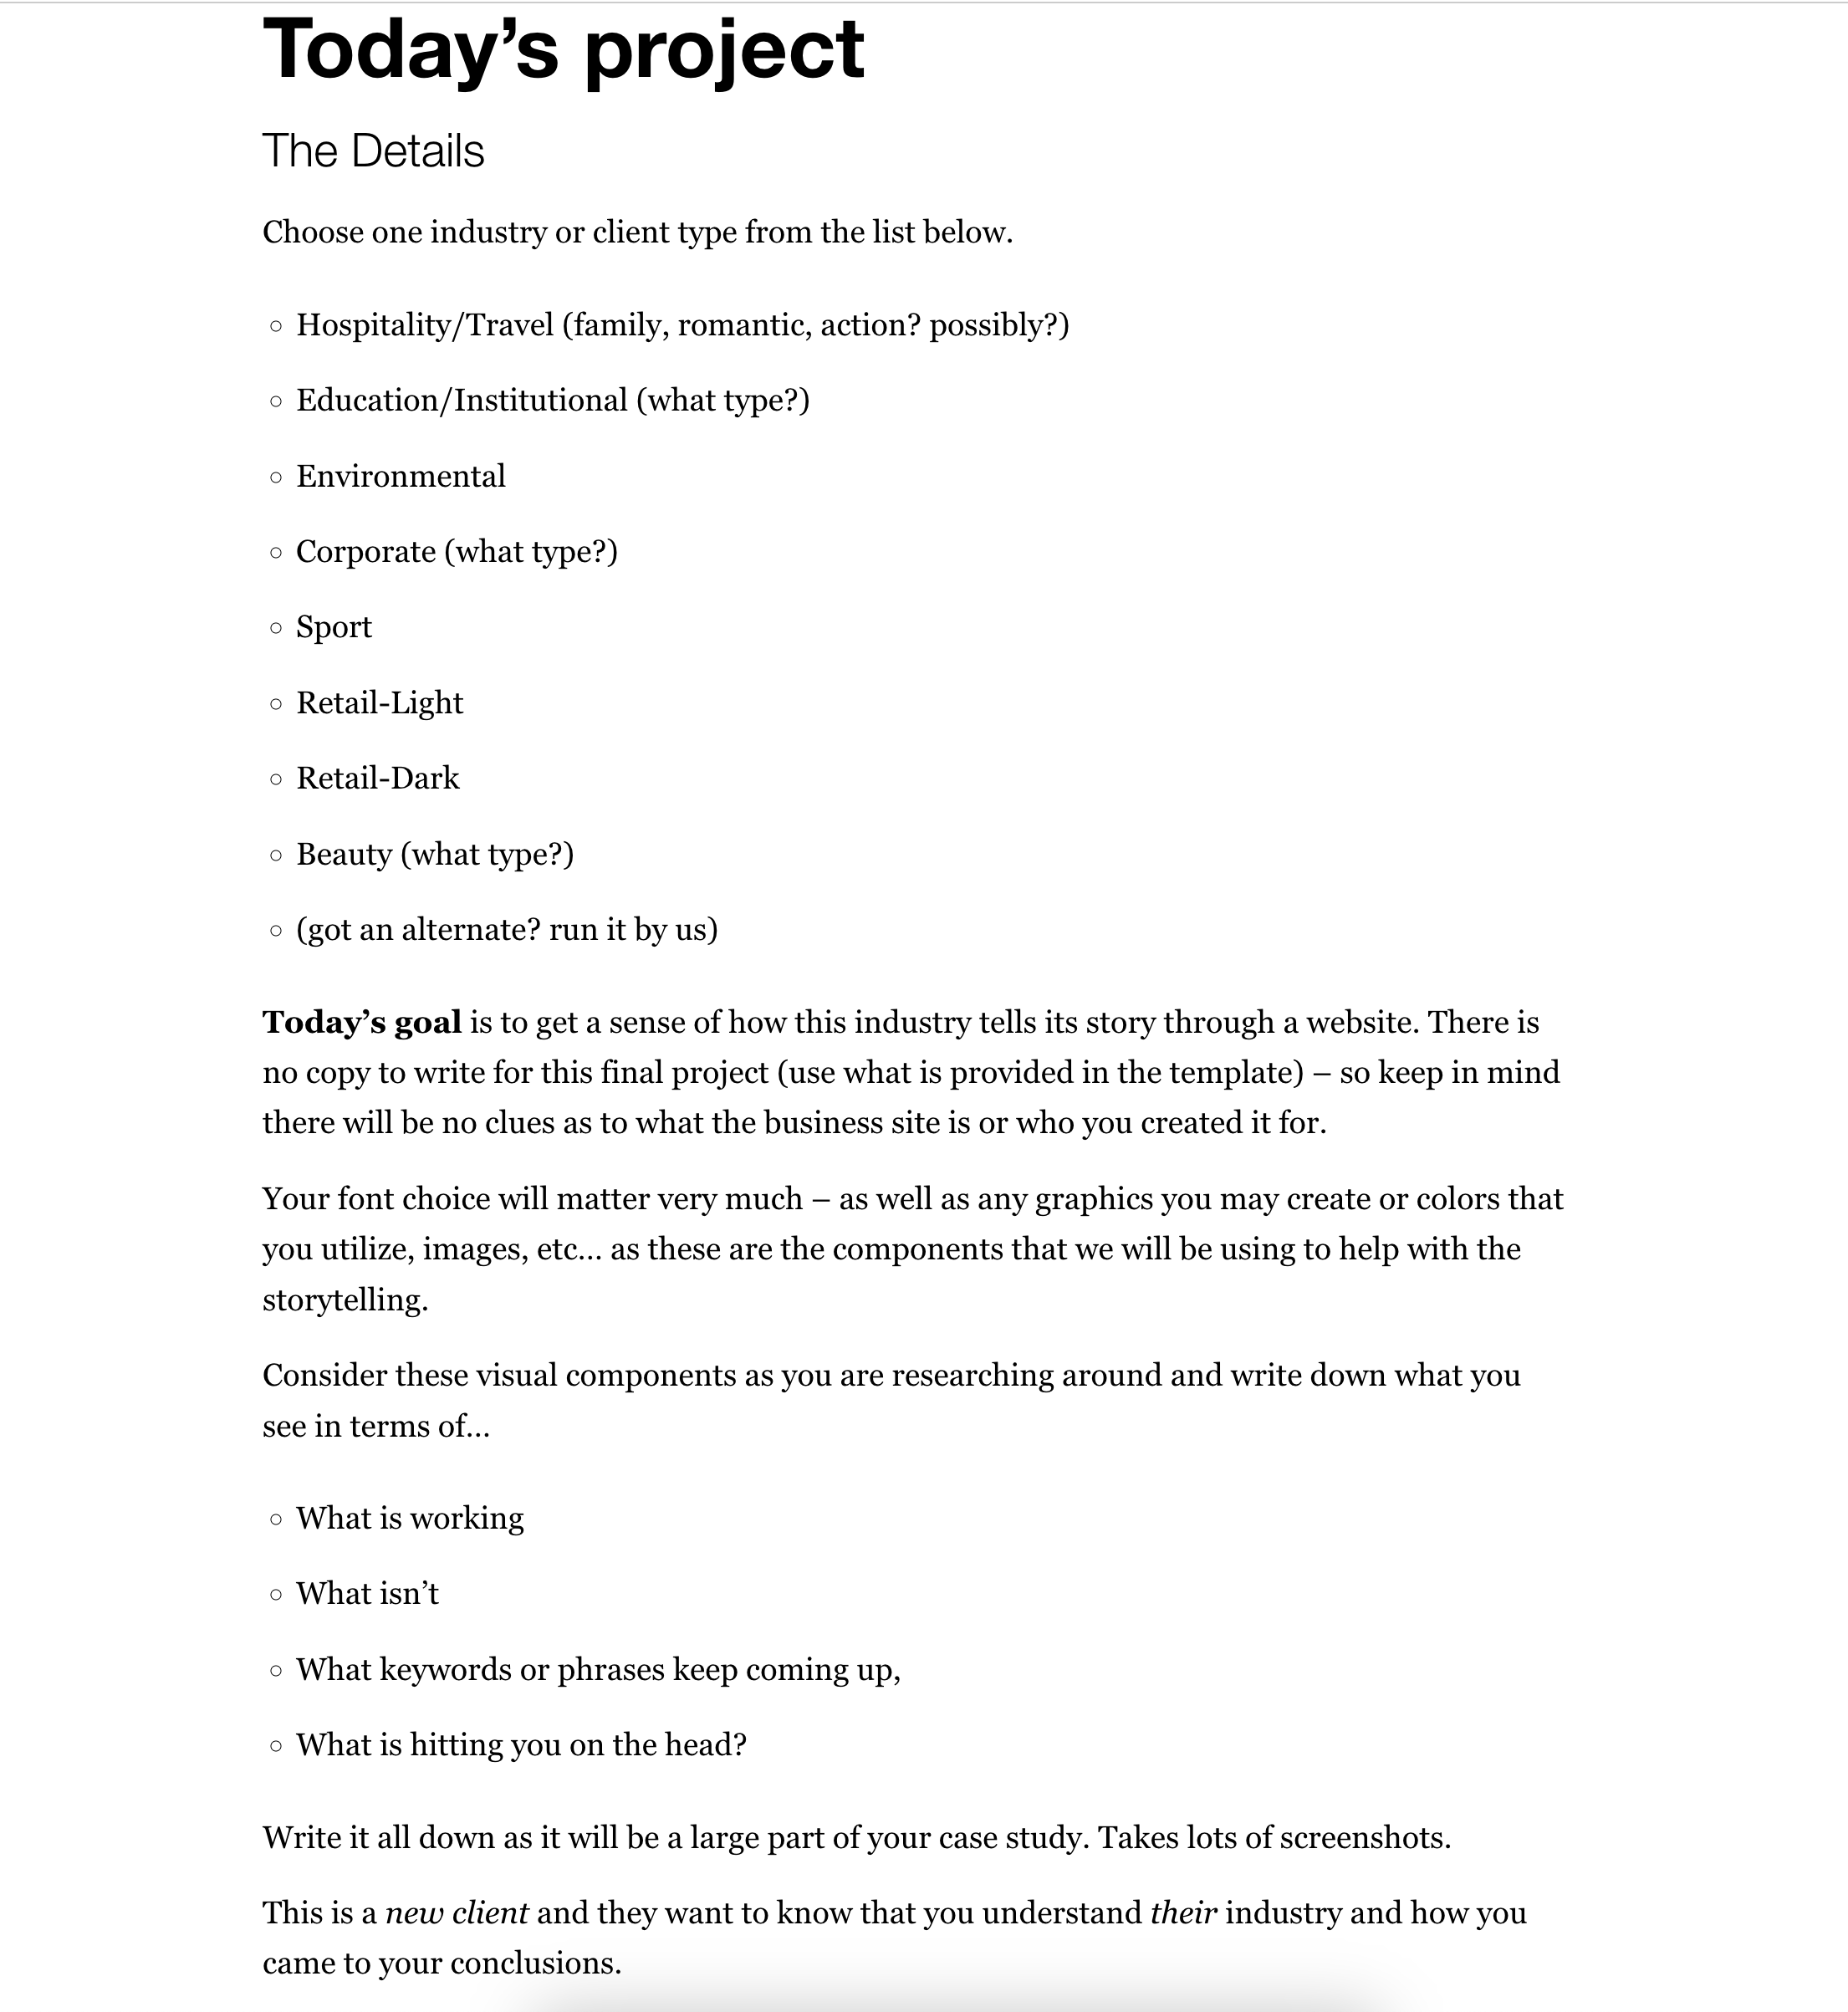 Today’s project
The Details
Choose one industry or client type from the list below.
◦ Hospitality/Travel (family, romantic, action? possibly?)
◦ Education/Institutional (what type?)
◦ Environmental
◦ Corporate (what type?)
◦ Sport
◦ Retail-Light
◦ Retail-Dark
◦ Beauty (what type?)
◦ (got an alternate? run it by us)
Today’s goal is to get a sense of how this industry tells its story through a website. There is
no copy to write for this final project (use what is provided in the template) – so keep in mind
there will be no clues as to what the business site is or who you created it for.
Your font choice will matter very much – as well as any graphics you may create or colors that
you utilize, images, etc… as these are the components that we will be using to help with the
storytelling.
Consider these visual components as you are researching around and write down what you
see in terms of…
◦ What is working
◦ What isn’t
◦ What keywords or phrases keep coming up,
◦ What is hitting you on the head?
Write it all down as it will be a large part of your case study. Takes lots of screenshots.
This is a new client and they want to know that you understand their industry and how you
came to your conclusions.